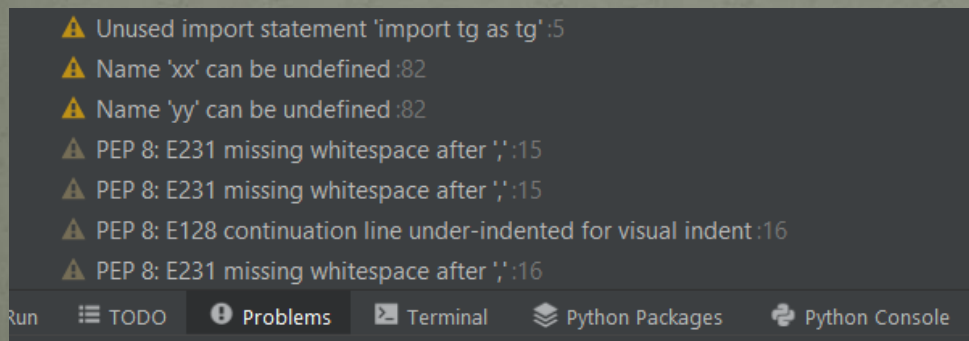 Unused import statement 'import tg as tg' :5
Name 'xx' can be undefined :82
Name 'yy' can be undefined :82
PEP 8: E231 missing whitespace after ',' :15
PEP 8: E231 missing whitespace after ',' :15
PEP 8: E128 continuation line under-indented for visual indent :16
PEP 8: E231 missing whitespace after ',' :16
Run TODO Problems Terminal Python Packages Python Console